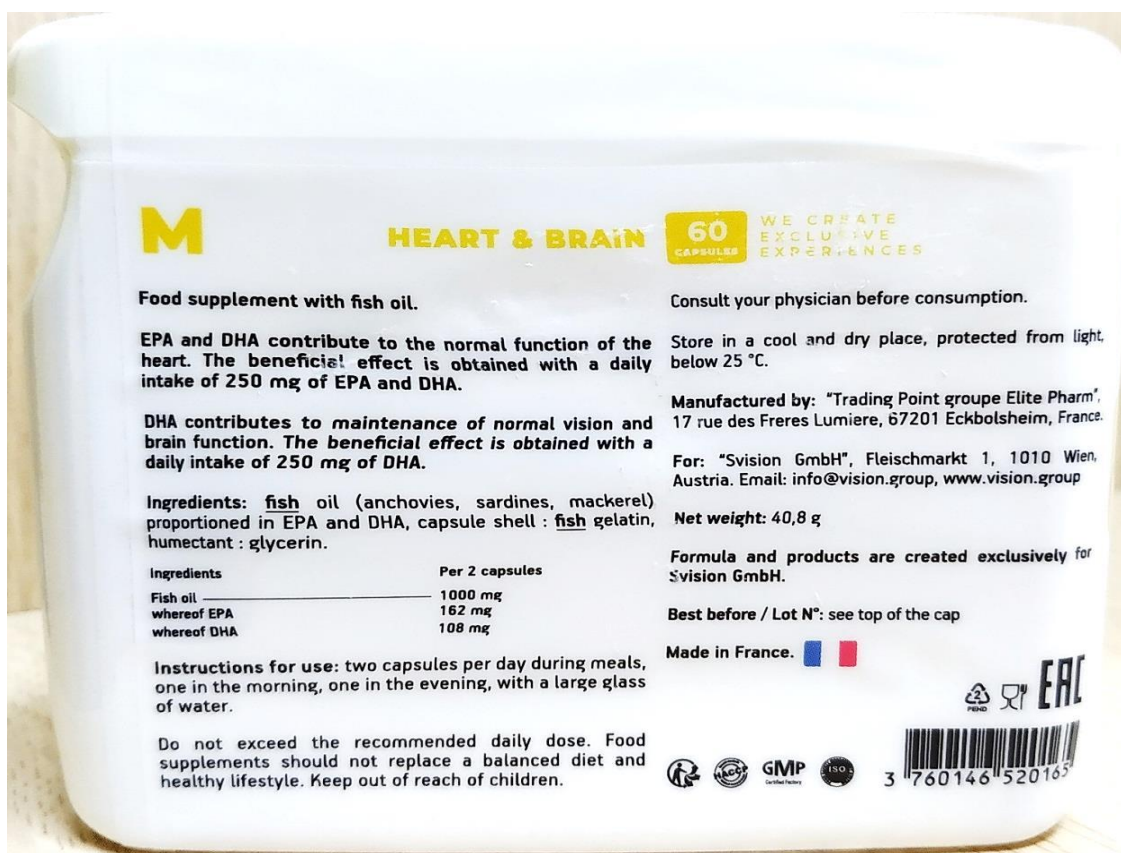 M
HEART & BRAIN
60
CAPSULES
WE CREATE
EXCLUSIVE
EXPERIENCES
Food supplement with fish oil.
EPA and DHA contribute to the normal function of the
heart. The beneficial effect is obtained with a daily
intake of 250 mg of EPA and DHA.
DHA contributes to maintenance of normal vision and
brain function. The beneficial effect is obtained with a
daily intake of 250 mg of DHA.
Ingredients: fish oil (anchovies, sardines, mackerel)
proportioned in EPA and DHA, capsule shell : fish gelatin,
humectant : glycerin.
Ingredients Per 2 capsules
Fish oil 1000 mg
whereof EPA 162 mg
whereof DHA 108 mg
Instructions for use: two capsules per day during meals,
one in the morning, one in the evening, with a large glass
of water.
Do not exceed the recommended daily dose. Food
supplements should not replace a balanced diet and
healthy lifestyle. Keep out of reach of children.
Consult your physician before consumption.
Store in a cool and dry place, protected from light,
below 25 °C.
Manufactured by: "Trading Point groupe Elite Pharm",
17 rue des Freres Lumiere, 67201 Eckbolsheim, France.
For: "Svision GmbH", Fleischmarkt 1, 1010 Wien,
Austria. Email: info@vision.group, www.vision.group
Net weight: 40,8 g
Formula and products are created exclusively for
Svision GmbH.
Best before / Lot N°: see top of the cap
Made in France.
2
PEHD
EAC
HACCP
GMP
Certified Factory
ISO
3 760146 520165